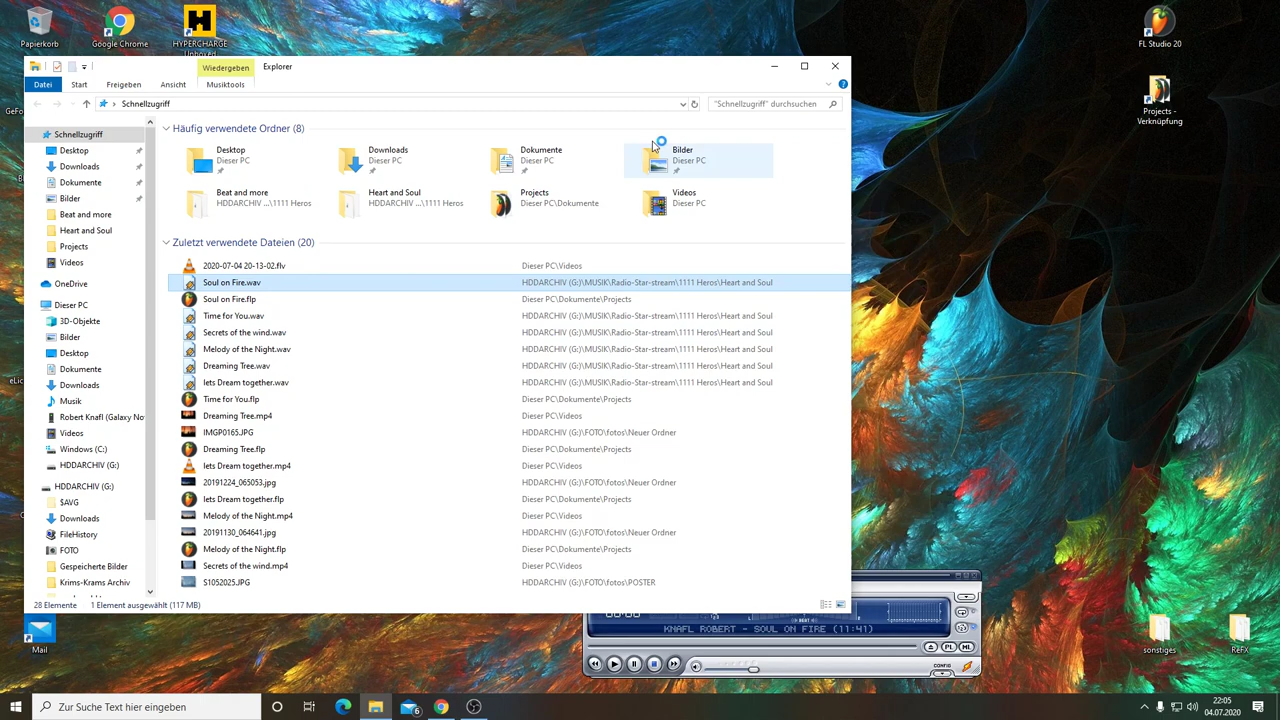 Papierkorb
Google Chrome
HYPERCHARGE
Unboxed
FL Studio 20
Projects -
Verknüpfung
Wiedergeben
Explorer
Datei
Start
Freigeben
Ansicht
Musiktools
Schnellzugriff
"Schnellzugriff" durchsuchen
Schnellzugriff
Desktop
Downloads
Dokumente
Bilder
Beat and more
Heart and Soul
Projects
Videos
OneDrive
Dieser PC
3D-Objekte
Bilder
Desktop
Dokumente
Downloads
Musik
Robert Knafl (Galaxy No
Videos
Windows (C:)
HDDARCHIV (G:)
HDDARCHIV (G:)
$AVG
Downloads
FileHistory
FOTO
Gespeicherte Bilder
Krims-Krams Archiv
Häufig verwendete Ordner (8)
Desktop
Dieser PC
Downloads
Dieser PC
Dokumente
Dieser PC
Bilder
Dieser PC
Beat and more
HDDARCHIV ...\1111 Heros
Heart and Soul
HDDARCHIV ...\1111 Heros
Projects
Dieser PC\Dokumente
Videos
Dieser PC
Zuletzt verwendete Dateien (20)
2020-07-04 20-13-02.flv Dieser PC\Videos
Soul on Fire.wav HDDARCHIV (G:)\MUSIK\Radio-Star-stream\1111 Heros\Heart and Soul
Soul on Fire.flp Dieser PC\Dokumente\Projects
Time for You.wav HDDARCHIV (G:)\MUSIK\Radio-Star-stream\1111 Heros\Heart and Soul
Secrets of the wind.wav HDDARCHIV (G:)\MUSIK\Radio-Star-stream\1111 Heros\Heart and Soul
Melody of the Night.wav HDDARCHIV (G:)\MUSIK\Radio-Star-stream\1111 Heros\Heart and Soul
Dreaming Tree.wav HDDARCHIV (G:)\MUSIK\Radio-Star-stream\1111 Heros\Heart and Soul
lets Dream together.wav HDDARCHIV (G:)\MUSIK\Radio-Star-stream\1111 Heros\Heart and Soul
Time for You.flp Dieser PC\Dokumente\Projects
Dreaming Tree.mp4 Dieser PC\Videos
IMGP0165.JPG HDDARCHIV (G:)\FOTO\fotos\Neuer Ordner
Dreaming Tree.flp Dieser PC\Dokumente\Projects
lets Dream together.mp4 Dieser PC\Videos
20191224_065053.jpg HDDARCHIV (G:)\FOTO\fotos\Neuer Ordner
lets Dream together.flp Dieser PC\Dokumente\Projects
Melody of the Night.mp4 Dieser PC\Videos
20191130_064641.jpg HDDARCHIV (G:)\FOTO\fotos\Neuer Ordner
Melody of the Night.flp Dieser PC\Dokumente\Projects
Secrets of the wind.mp4 Dieser PC\Videos
S1052025.JPG HDDARCHIV (G:)\FOTO\fotos\POSTER
28 Elemente
1 Element ausgewählt (117 MB)
BEAT
KNAFL ROBERT - SOUL ON FIRE (11:41)
PL
ML
CONFIG
Mail
sonstiges
REFX
Zur Suche Text hier eingeben
6
22:05
04.07.2020